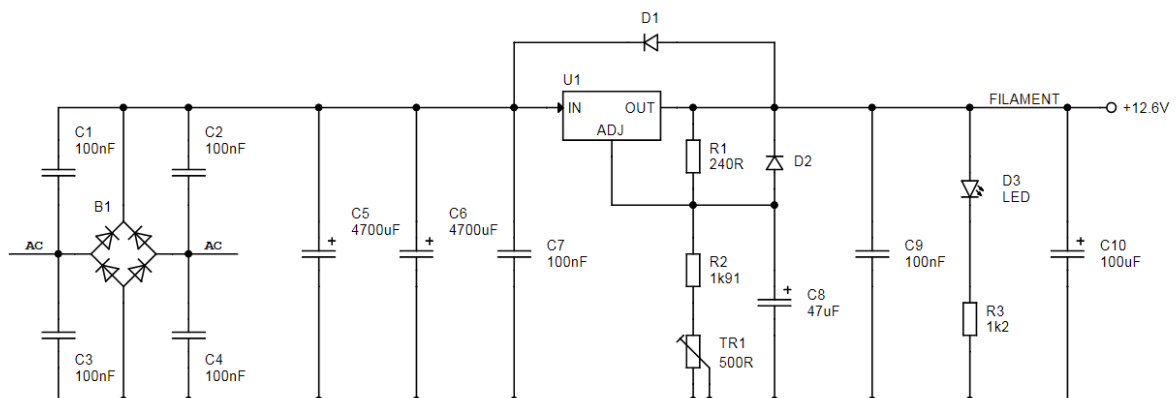 D1
U1
IN OUT
ADJ
FILAMENT
+12.6V
C1
100nF
C2
100nF
R1
240R
D2
D3
LED
B1
AC
AC
C5
4700uF
+
C6
4700uF
+
C7
100nF
R2
1k91
C8
47uF
+
C9
100nF
C10
100uF
+
R3
1k2
C3
100nF
C4
100nF
TR1
500R